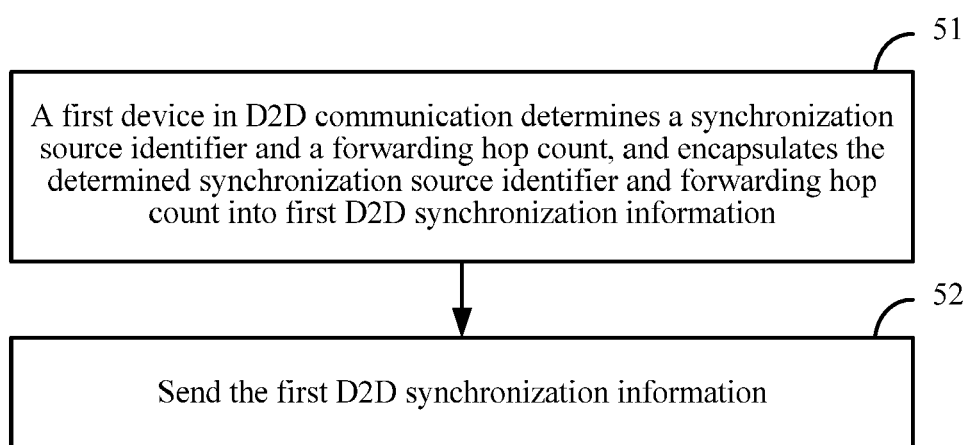 51
A first device in D2D communication determines a synchronization
source identifier and a forwarding hop count, and encapsulates the
determined synchronization source identifier and forwarding hop
count into first D2D synchronization information
52
Send the first D2D synchronization information